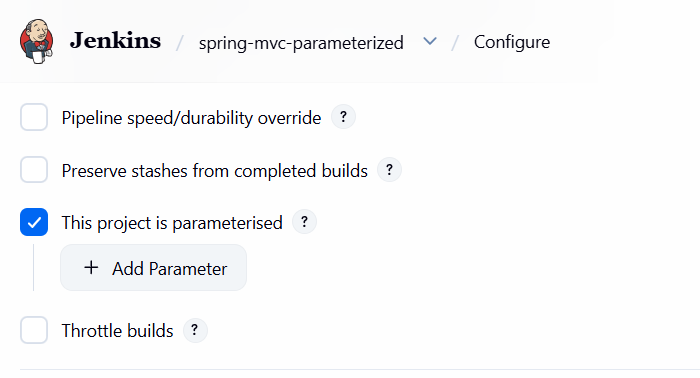 Jenkins / spring-mvc-parameterized / Configure
Pipeline speed/durability override ?
Preserve stashes from completed builds ?
This project is parameterised ?
+ Add Parameter
Throttle builds ?